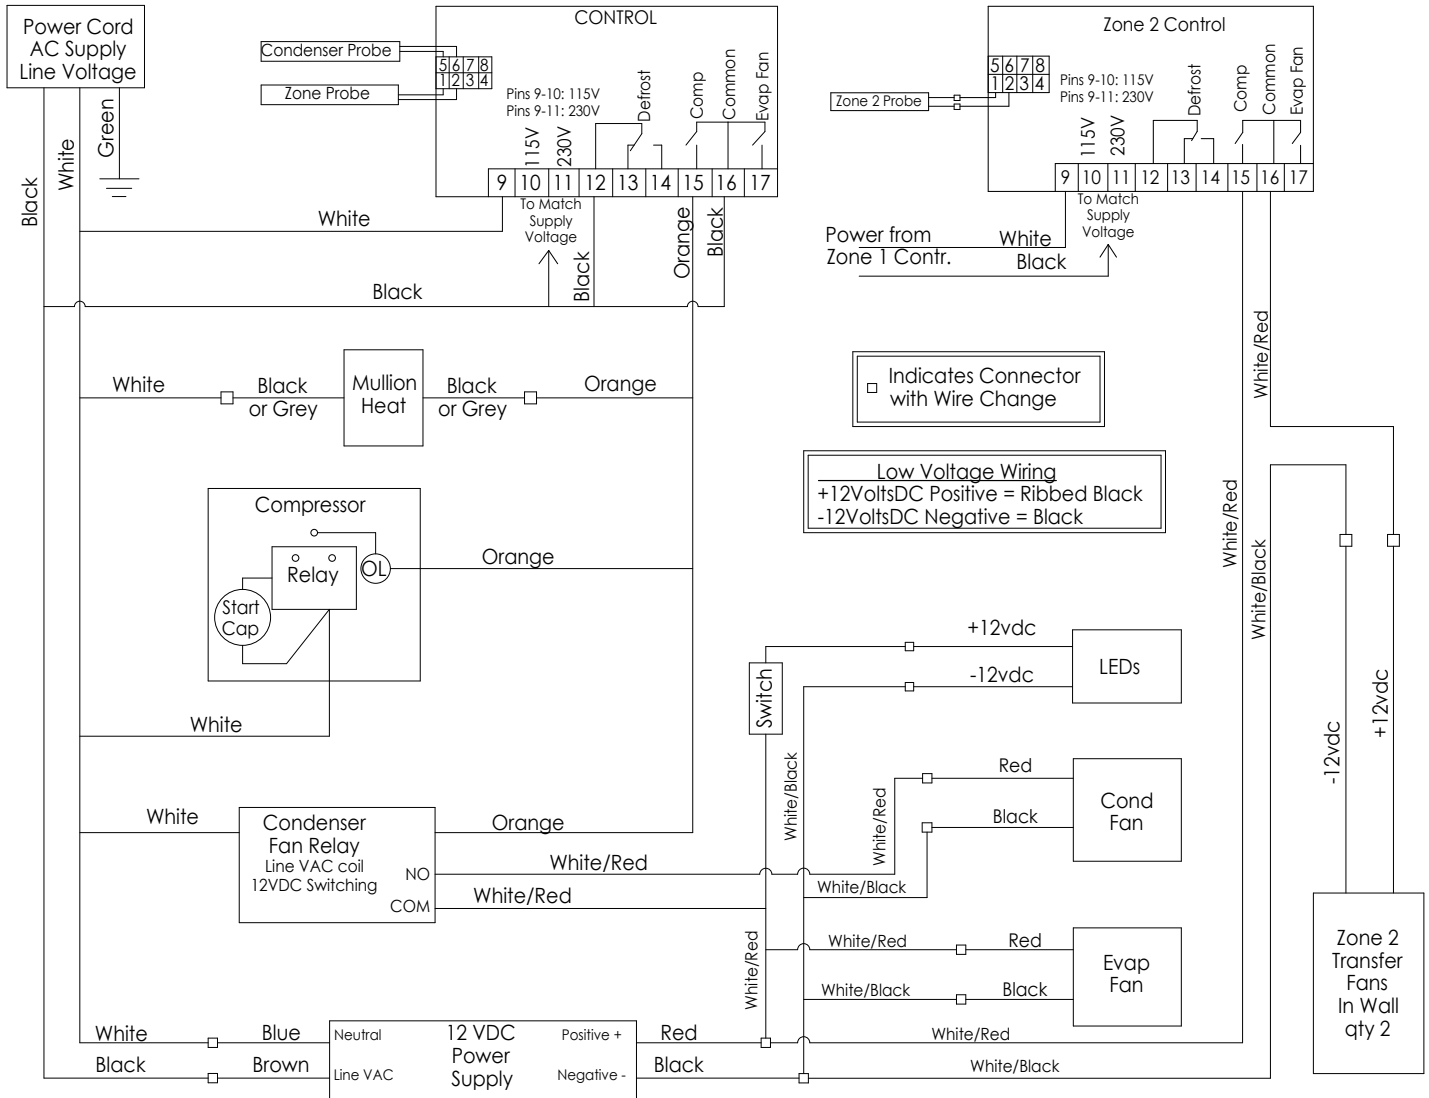 Power Cord
AC Supply
Line Voltage
Black
White
Green
CONTROL
Condenser Probe
Zone Probe
5 6 7 8
1 2 3 4
Pins 9-10: 115V
Pins 9-11: 230V
115V
230V
Defrost
Comp
Common
Evap Fan
9 10 11 12 13 14 15 16 17
To Match
Supply
Voltage
White
Black
Black
Orange
Black
Zone 2 Control
Zone 2 Probe
5 6 7 8
1 2 3 4
Pins 9-10: 115V
Pins 9-11: 230V
115V
230V
Defrost
Comp
Common
Evap Fan
9 10 11 12 13 14 15 16 17
To Match
Supply
Voltage
Power from
Zone 1 Contr.
White
Black
White/Red
White
Black
or Grey
Mullion
Heat
Black
or Grey
Orange
Indicates Connector
with Wire Change
Low Voltage Wiring
+12VoltsDC Positive = Ribbed Black
-12VoltsDC Negative = Black
Compressor
Relay
OL
Start
Cap
Orange
White
White/Red
White/Black
+12vdc
-12vdc
LEDs
Switch
White/Black
-12vdc
+12vdc
Red
Black
Cond
Fan
White/Red
White/Black
White
Condenser
Fan Relay
Line VAC coil
12VDC Switching
NO
COM
Orange
White/Red
White/Red
White/Red
White/Red
Red
White/Black
Black
Evap
Fan
Zone 2
Transfer
Fans
In Wall
qty 2
White
Blue
Neutral
12 VDC
Power
Supply
Positive +
Red
White/Red
Black
Brown
Line VAC
Negative -
Black
White/Black